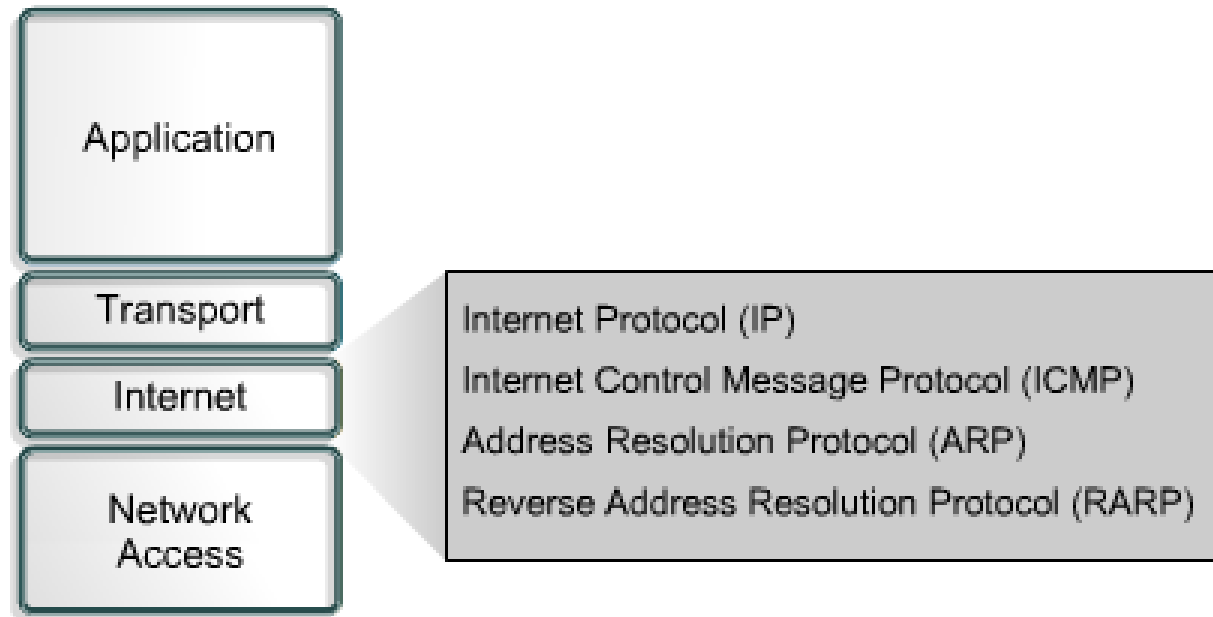 Application
Transport
Internet
Network
Access
Internet Protocol (IP)
Internet Control Message Protocol (ICMP)
Address Resolution Protocol (ARP)
Reverse Address Resolution Protocol (RARP)